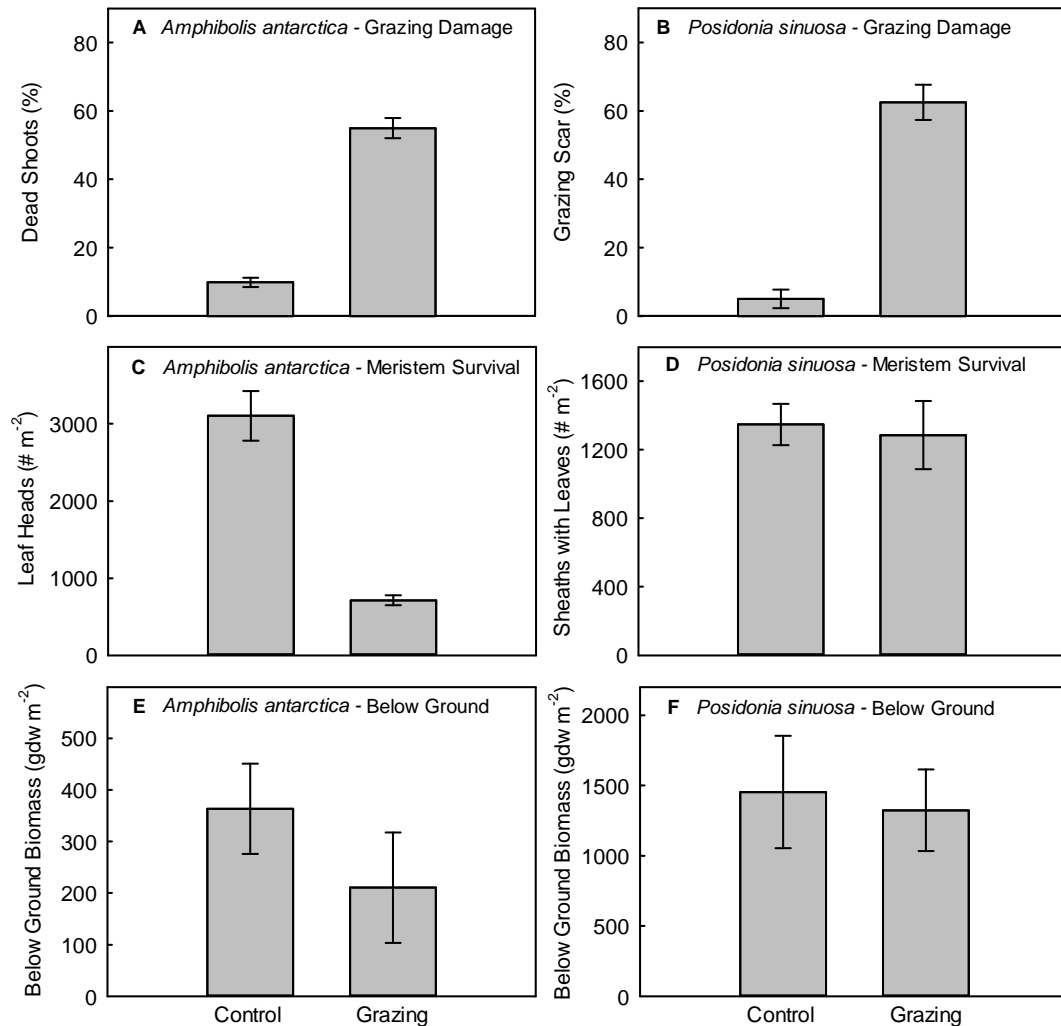 A Amphibolis antarctica - Grazing Damage
Dead Shoots (%)
80
60
40
20
0
B Posidonia sinuosa - Grazing Damage
Grazing Scar (%)
80
60
40
20
0
C Amphibolis antarctica - Meristem Survival
Leaf Heads (# m-2)
3000
2000
1000
0
D Posidonia sinuosa - Meristem Survival
Sheaths with Leaves (# m-2)
1600
1200
800
400
0
E Amphibolis antarctica - Below Ground
Below Ground Biomass (gdw m-2)
500
400
300
200
100
0
Control Grazing
F Posidonia sinuosa - Below Ground
Below Ground Biomass (gdw m-2)
2000
1500
1000
500
0
Control Grazing